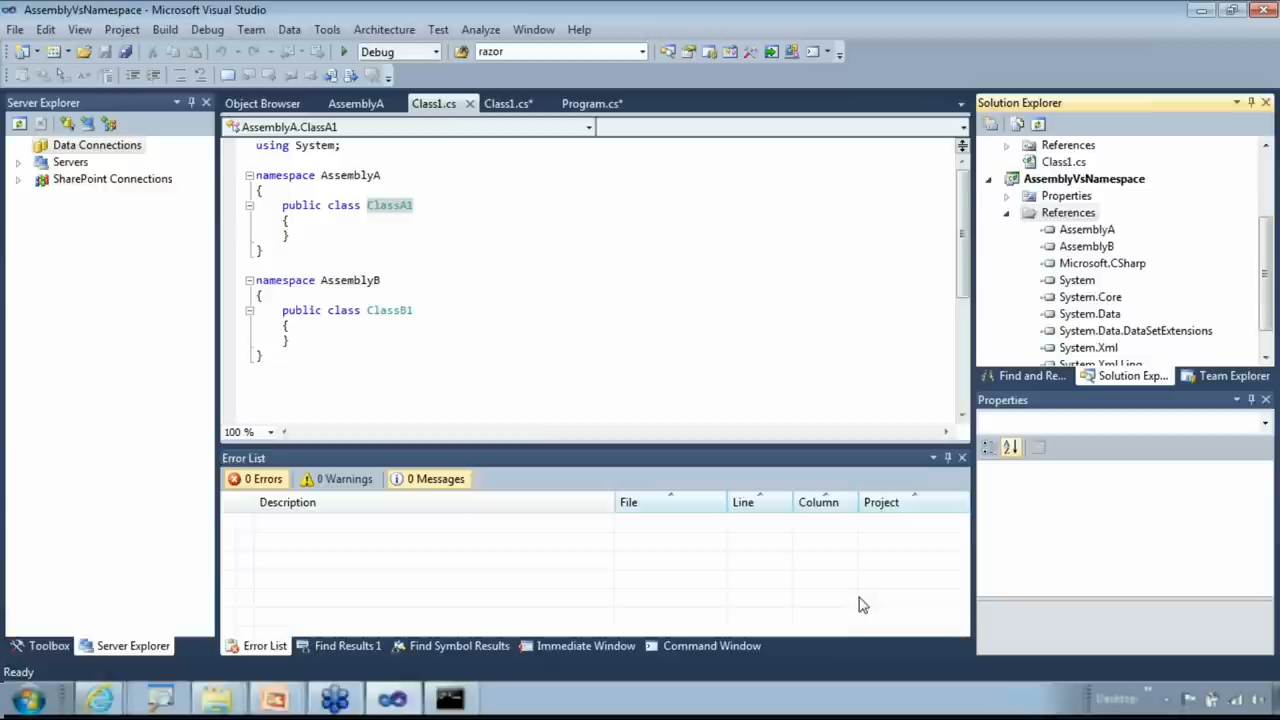 AssemblyVsNamespace - Microsoft Visual Studio
File Edit View Project Build Debug Team Data Tools Architecture Test Analyze Window Help
Debug razor
Server Explorer
Data Connections
Servers
SharePoint Connections
Toolbox Server Explorer
Object Browser AssemblyA Class1.cs Class1.cs* Program.cs*
AssemblyA.ClassA1
using System;
namespace AssemblyA
{
public class ClassA1
{
}
}
namespace AssemblyB
{
public class ClassB1
{
}
}
100 %
Error List
0 Errors 0 Warnings 0 Messages
Description File Line Column Project
Error List Find Results 1 Find Symbol Results Immediate Window Command Window
Solution Explorer
References
Class1.cs
AssemblyVsNamespace
Properties
References
AssemblyA
AssemblyB
Microsoft.CSharp
System
System.Core
System.Data
System.Data.DataSetExtensions
System.Xml
System.Xml.Linq
Find and Re... Solution Exp... Team Explorer
Properties
Ready
Desktop